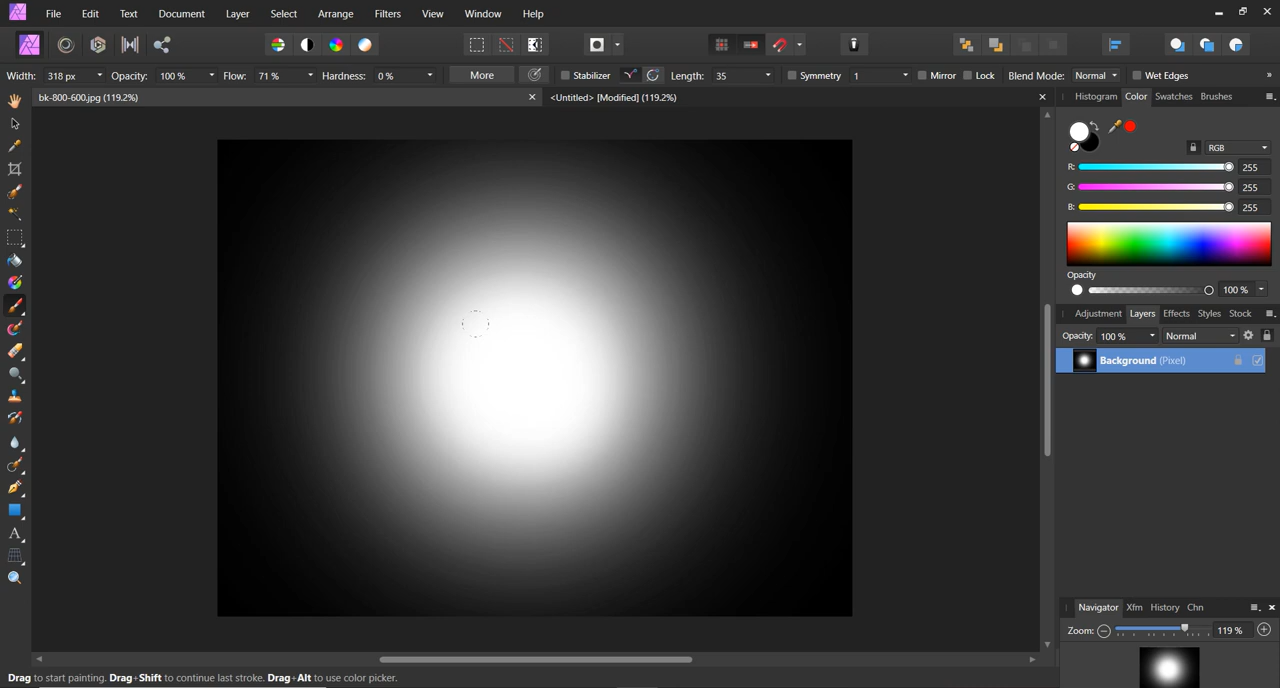 File Edit Text Document Layer Select Arrange Filters View Window Help
Width: 318 px Opacity: 100 % Flow: 71 % Hardness: 0 % More Stabilizer Length: 35 Symmetry 1 Mirror Lock Blend Mode: Normal Wet Edges »
bk-800-600.jpg (119.2%) <Untitled> [Modified] (119.2%)
Histogram Color Swatches Brushes
RGB
R: 255
G: 255
B: 255
Opacity
100 %
Adjustment Layers Effects Styles Stock
Opacity: 100 % Normal
Background (Pixel)
A
Navigator Xfm History Chn
Zoom: 119 %
Drag to start painting. Drag+Shift to continue last stroke. Drag+Alt to use color picker.